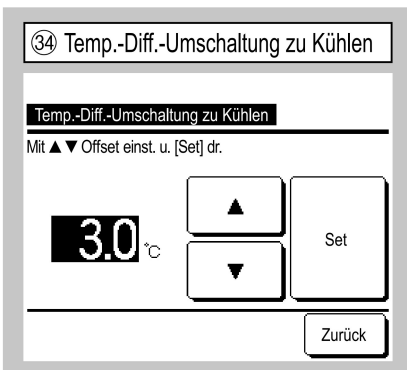 ㉞ Temp.-Diff.-Umschaltung zu Kühlen
Temp.-Diff.-Umschaltung zu Kühlen
Mit ▲ ▼ Offset einst. u. [Set] dr.
▲
3.0 °C
Set
▼
Zurück